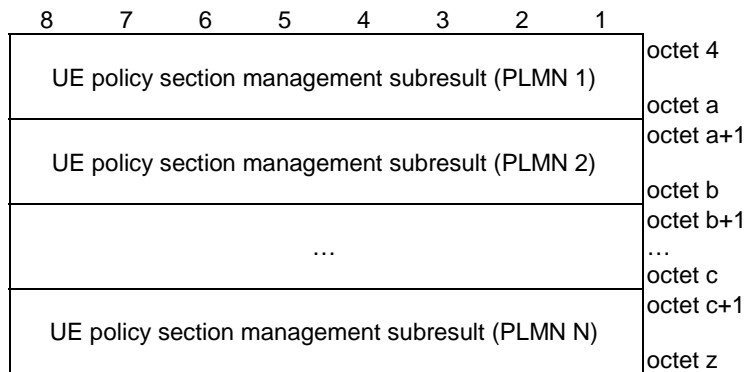 8 7 6 5 4 3 2 1
octet 4
UE policy section management subresult (PLMN 1)
octet a
octet a+1
UE policy section management subresult (PLMN 2)
octet b
octet b+1
… …
octet c
octet c+1
UE policy section management subresult (PLMN N)
octet z